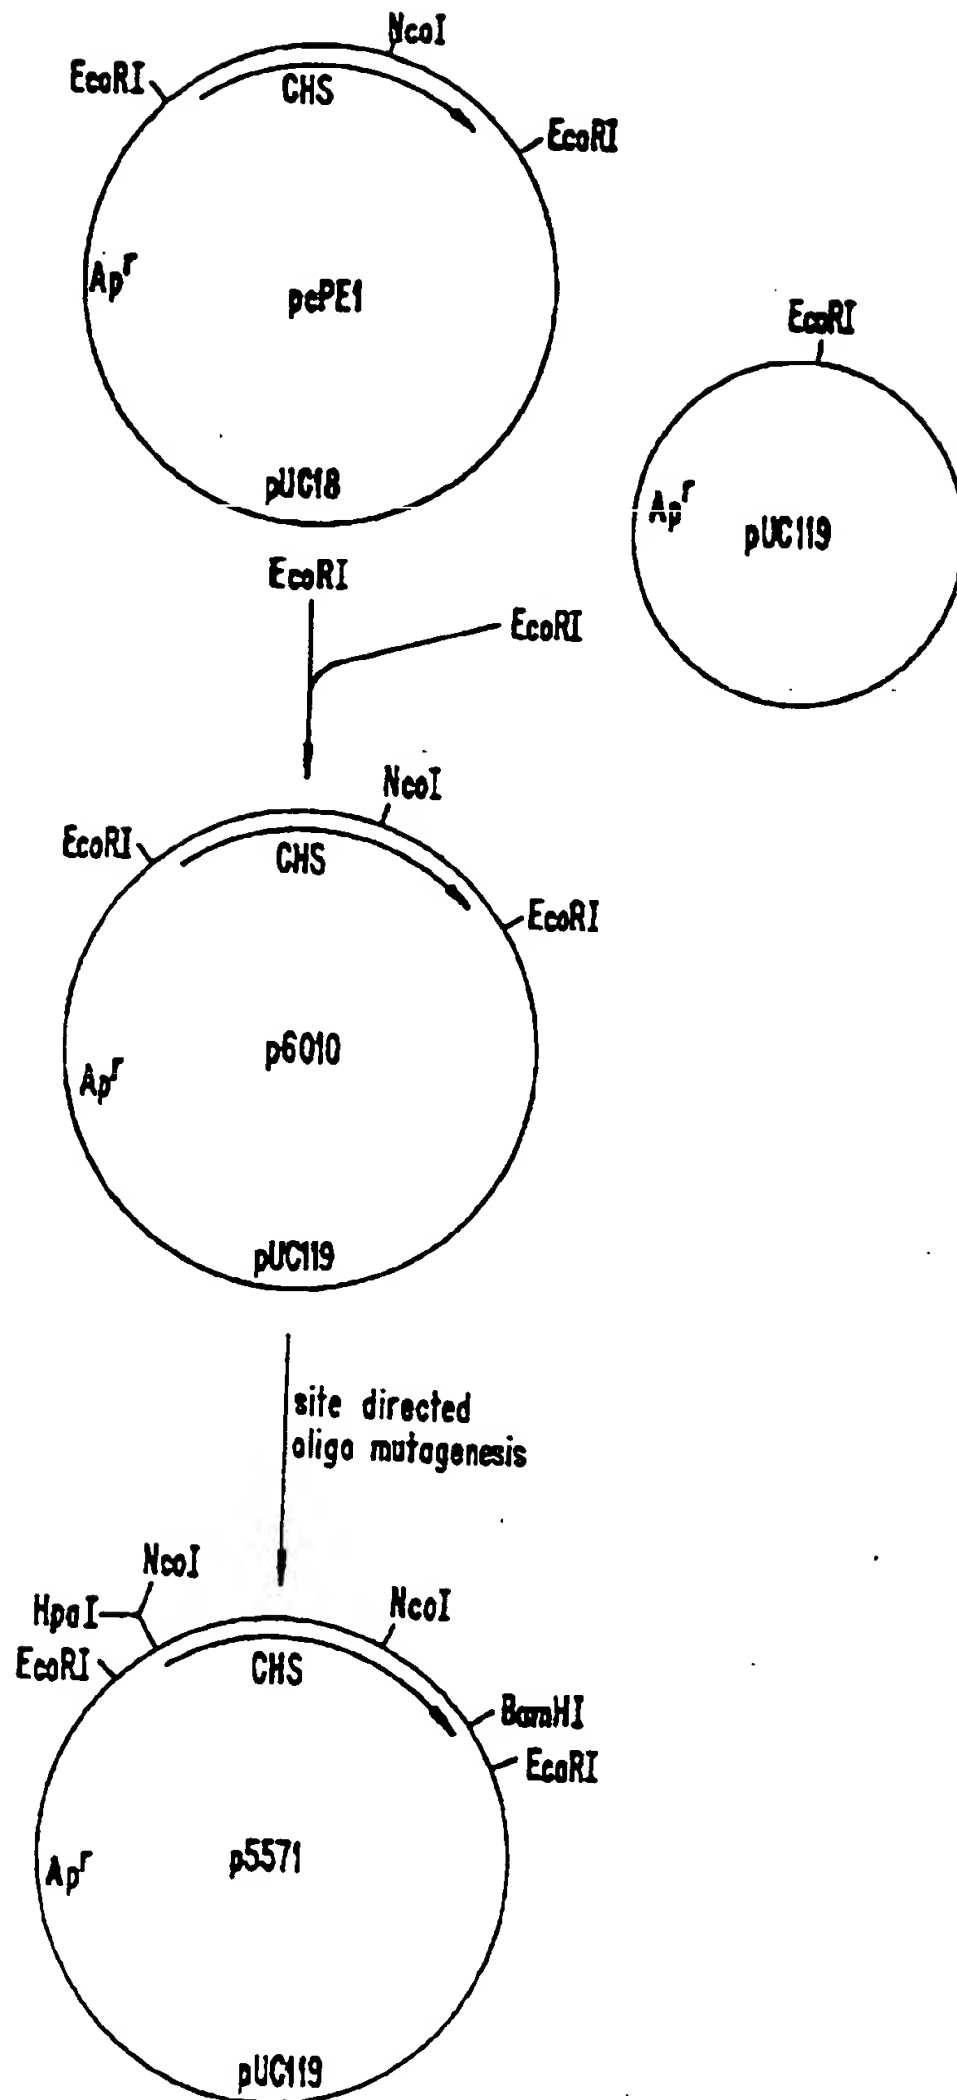 NcoI
EcoRI
CHS
EcoRI
Apr
pcPE1
pUC18
EcoRI
Apr
pUC119
EcoRI
EcoRI
NcoI
EcoRI
CHS
EcoRI
p6010
Apr
pUC119
site directed
oligo mutagenesis
NcoI
HpaI
NcoI
EcoRI
CHS
BamHI
EcoRI
p5571
Apr
pUC119